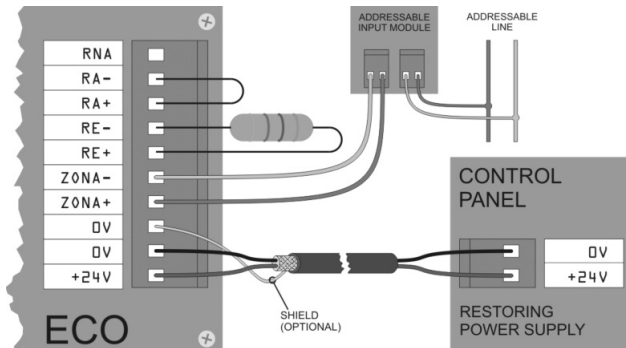 RNA
RA-
RA+
RE-
RE+
ZONA-
ZONA+
0V
0V
+24V
ECO
ADDRESSABLE
INPUT MODULE
ADDRESSABLE
LINE
SHIELD
(OPTIONAL)
CONTROL
PANEL
0V
+24V
RESTORING
POWER SUPPLY